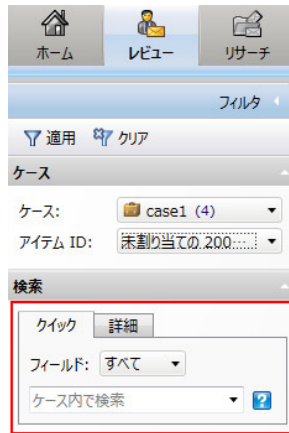 ホーム レビュー リサーチ
フィルタ
適用 クリア
ケース
ケース: case1 (4)
アイテム ID: 未割り当ての 200...
検索
クイック 詳細
フィールド: すべて
ケース内で検索 ?